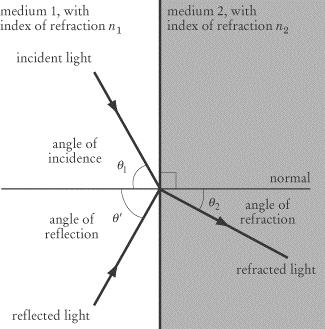 medium 1, with
index of refraction n₁
medium 2, with
index of refraction n₂
incident light
angle of
incidence
θ₁
normal
angle of
reflection
θ'
θ₂
angle of
refraction
refracted light
reflected light